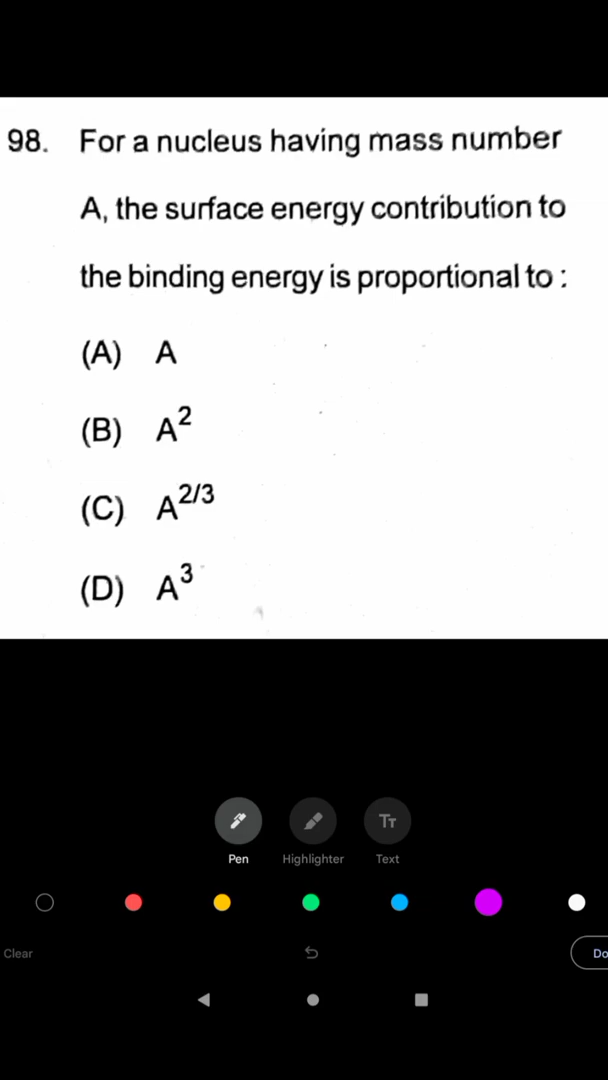 98. For a nucleus having mass number
A, the surface energy contribution to
the binding energy is proportional to :
(A) A
(B) A²
(C) A^2/3
(D) A³
Pen Highlighter Text
Clear Do